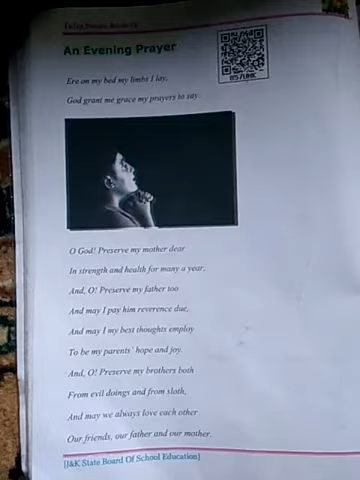 An Evening Prayer
Ere on my bed my limbs I lay,
God grant me grace my prayers to say:
O God! Preserve my mother dear
In strength and health for many a year,
And, O! Preserve my father too
And may I pay him reverence due,
And may I my best thoughts employ
To be my parents' hope and joy.
And, O! Preserve my brothers both
From evil doings and from sloth,
And may we always love each other
Our friends, our father and our mother.
[J&K State Board Of School Education]